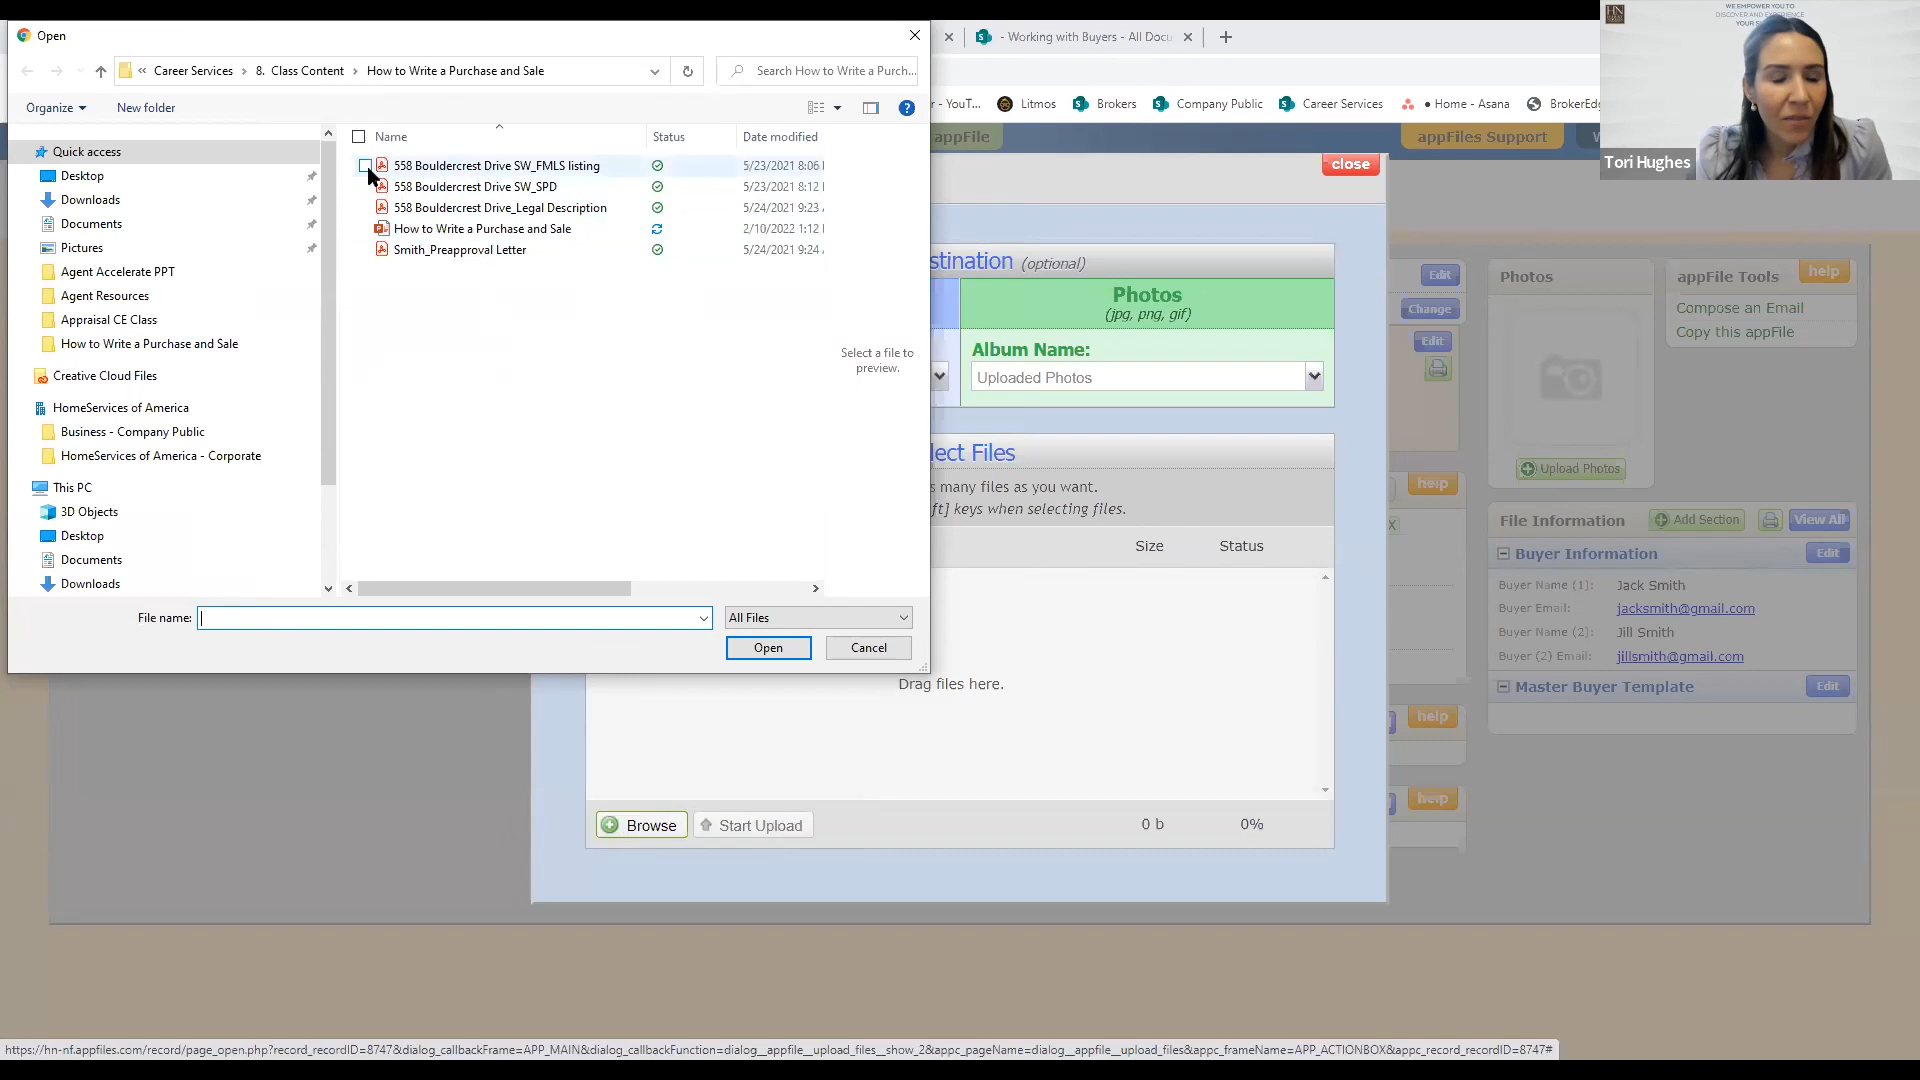 Open
« Career Services › 8. Class Content › How to Write a Purchase and Sale
Search How to Write a Purch...
Organize
New folder
Quick access
Desktop
Downloads
Documents
Pictures
Agent Accelerate PPT
Agent Resources
Appraisal CE Class
How to Write a Purchase and Sale
Creative Cloud Files
HomeServices of America
Business - Company Public
HomeServices of America - Corporate
This PC
3D Objects
Desktop
Documents
Downloads
Name Status Date modified
558 Bouldercrest Drive SW_FMLS listing 5/23/2021 8:06
558 Bouldercrest Drive SW_SPD 5/23/2021 8:12
558 Bouldercrest Drive_Legal Description 5/24/2021 9:23
How to Write a Purchase and Sale 2/10/2022 1:12
Smith_Preapproval Letter 5/24/2021 9:24
Select a file to
preview.
File name:
All Files
Open
Cancel
- Working with Buyers - All Docu
r - YouT...
Litmos
Brokers
Company Public
Career Services
• Home - Asana
BrokerEd
appFile
appFiles Support
close
stination (optional)
Photos
(jpg, png, gif)
Album Name:
Uploaded Photos
lect Files
s many files as you want.
ft] keys when selecting files.
Size Status
Drag files here.
Browse
Start Upload
0 b
0%
Edit
Change
Edit
help
X
help
help
Photos
Upload Photos
appFile Tools
help
Compose an Email
Copy this appFile
File Information
Add Section
View All
Buyer Information
Edit
Buyer Name (1): Jack Smith
Buyer Email: jacksmith@gmail.com
Buyer Name (2): Jill Smith
Buyer (2) Email: jillsmith@gmail.com
Master Buyer Template
Edit
HN
WE EMPOWER YOU TO
DISCOVER AND EXPERIENCE
Tori Hughes
https://hn-nf.appfiles.com/record/page_open.php?record_recordID=8747&dialog_callbackFrame=APP_MAIN&dialog_callbackFunction=dialog__appfile__upload_files__show_2&appc_pageName=dialog__appfile__upload_files&appc_frameName=APP_ACTIONBOX&appc_record_recordID=8747#